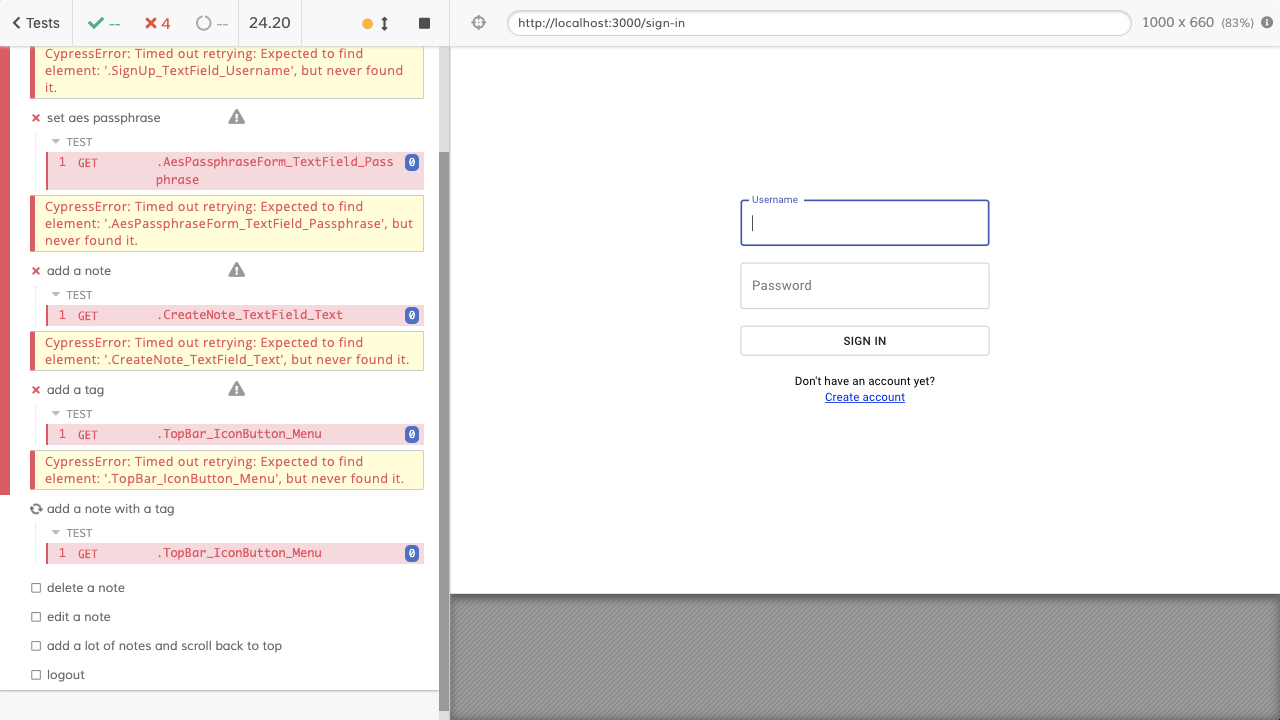 Tests
--
4
--
24.20
http://localhost:3000/sign-in
1000 x 660 (83%)
CypressError: Timed out retrying: Expected to find
element: '.SignUp_TextField_Username', but never found
it.
set aes passphrase
TEST
1 GET .AesPassphraseForm_TextField_Pass
phrase
0
CypressError: Timed out retrying: Expected to find
element: '.AesPassphraseForm_TextField_Passphrase', but
never found it.
add a note
TEST
1 GET .CreateNote_TextField_Text 0
CypressError: Timed out retrying: Expected to find
element: '.CreateNote_TextField_Text', but never found it.
add a tag
TEST
1 GET .TopBar_IconButton_Menu 0
CypressError: Timed out retrying: Expected to find
element: '.TopBar_IconButton_Menu', but never found it.
add a note with a tag
TEST
1 GET .TopBar_IconButton_Menu 0
delete a note
edit a note
add a lot of notes and scroll back to top
logout
Username
Password
SIGN IN
Don't have an account yet?
Create account